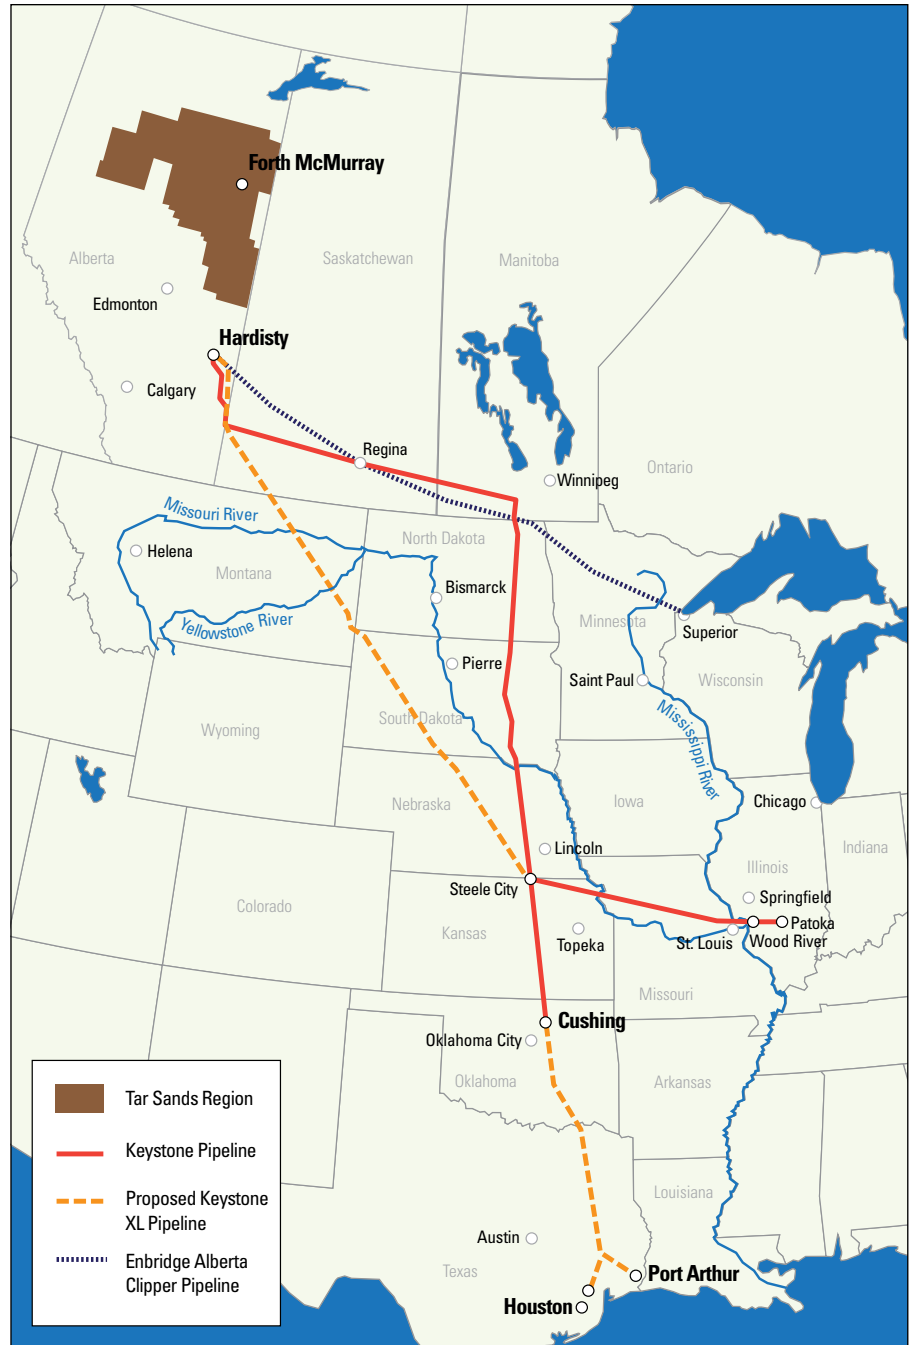 Forth McMurray
Alberta
Saskatchewan
Manitoba
Edmonton
Hardisty
Calgary
Regina
Winnipeg
Ontario
Missouri River
North Dakota
Helena
Montana
Bismarck
Yellowstone River
Minnesota
Superior
Pierre
Saint Paul
Wisconsin
South Dakota
Mississippi River
Wyoming
Nebraska
Iowa
Chicago
Lincoln
Indiana
Illinois
Steele City
Springfield
Colorado
Kansas
Topeka
St. Louis
Patoka
Wood River
Missouri
Cushing
Oklahoma City
Oklahoma
Arkansas
Louisiana
Austin
Texas
Port Arthur
Houston
Tar Sands Region
Keystone Pipeline
Proposed Keystone
XL Pipeline
Enbridge Alberta
Clipper Pipeline